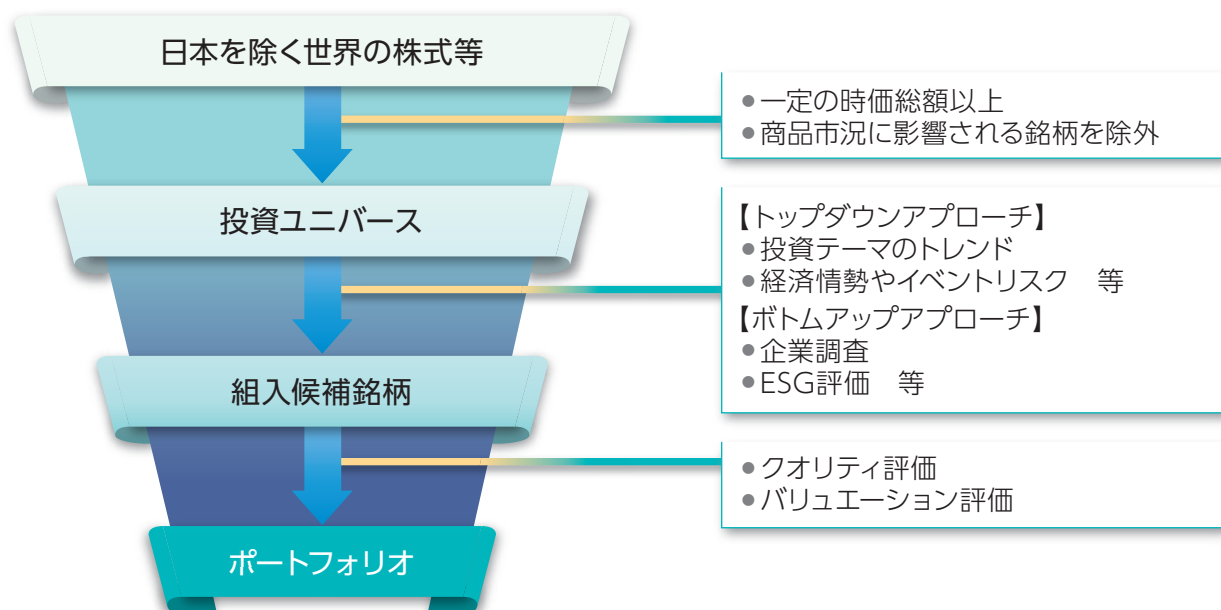 日本を除く世界の株式等
●一定の時価総額以上
●商品市況に影響される銘柄を除外
投資ユニバース
【トップダウンアプローチ】
●投資テーマのトレンド
●経済情勢やイベントリスク　等
【ボトムアップアプローチ】
●企業調査
●ESG評価　等
組入候補銘柄
●クオリティ評価
●バリュエーション評価
ポートフォリオ